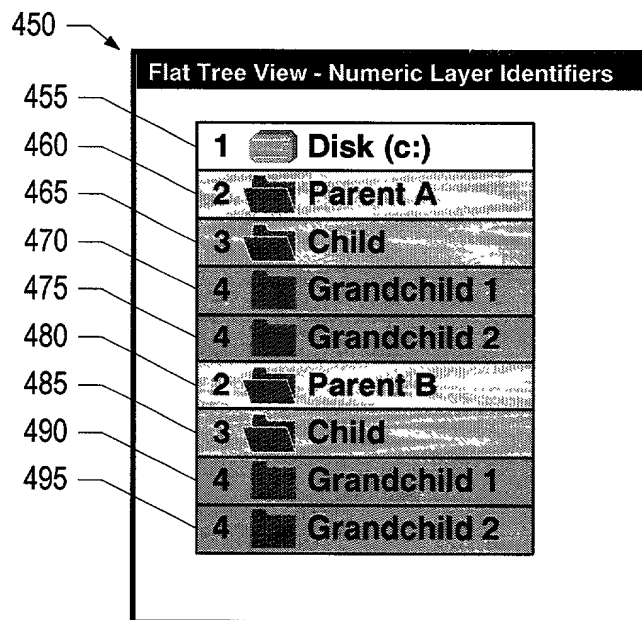 450
Flat Tree View - Numeric Layer Identifiers
455 1 Disk (c:)
460 2 Parent A
465 3 Child
470 4 Grandchild 1
475 4 Grandchild 2
480 2 Parent B
485 3 Child
490 4 Grandchild 1
495 4 Grandchild 2